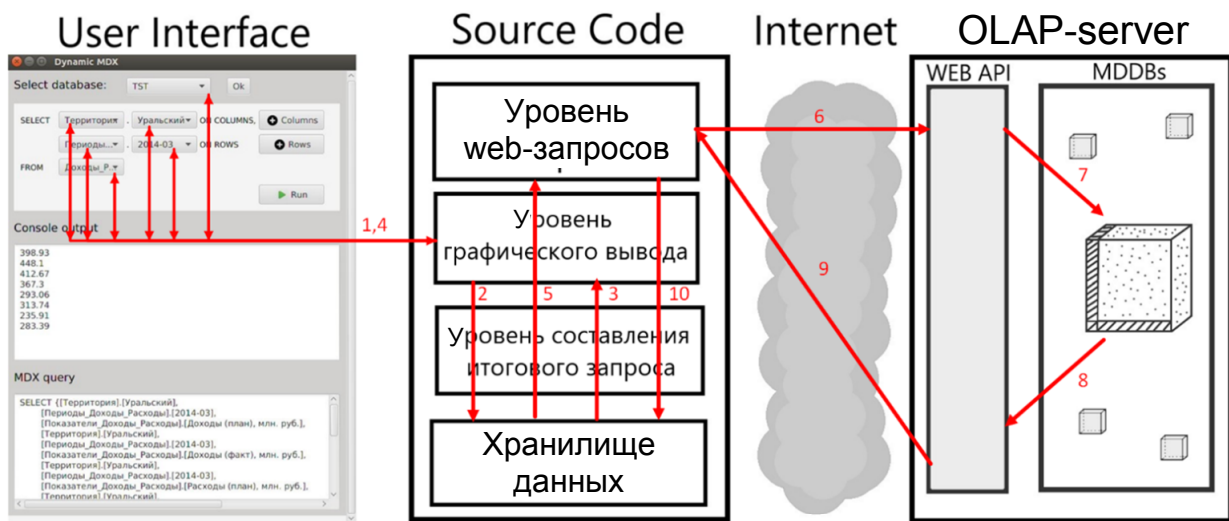 User Interface
Dynamic MDX
Select database:
TST
Ok
SELECT
Территория
.
Уральский
ON COLUMNS,
Columns
Периоды...
.
2014-03
ON ROWS
Rows
FROM
Доходы_Р...
Run
1,4
Console output
398.93
448.1
412.67
367.3
293.06
313.74
235.91
283.39
MDX query
SELECT {[Территория].[Уральский],
[Периоды_Доходы_Расходы].[2014-03],
[Показатели_Доходы_Расходы].[Доходы (план), млн. руб.],
[Территория].[Уральский],
[Периоды_Доходы_Расходы].[2014-03],
[Показатели_Доходы_Расходы].[Доходы (факт), млн. руб.],
[Территория].[Уральский],
[Периоды_Доходы_Расходы].[2014-03],
[Показатели_Доходы_Расходы].[Расходы (план), млн. руб.],
[Территория].[Уральский],
Source Code
Уровень
web-запросов
Уровень
графического вывода
2
5
3
10
Уровень составления
итогового запроса
Хранилище
данных
Internet
6
9
OLAP-server
WEB API
MDDBs
7
8